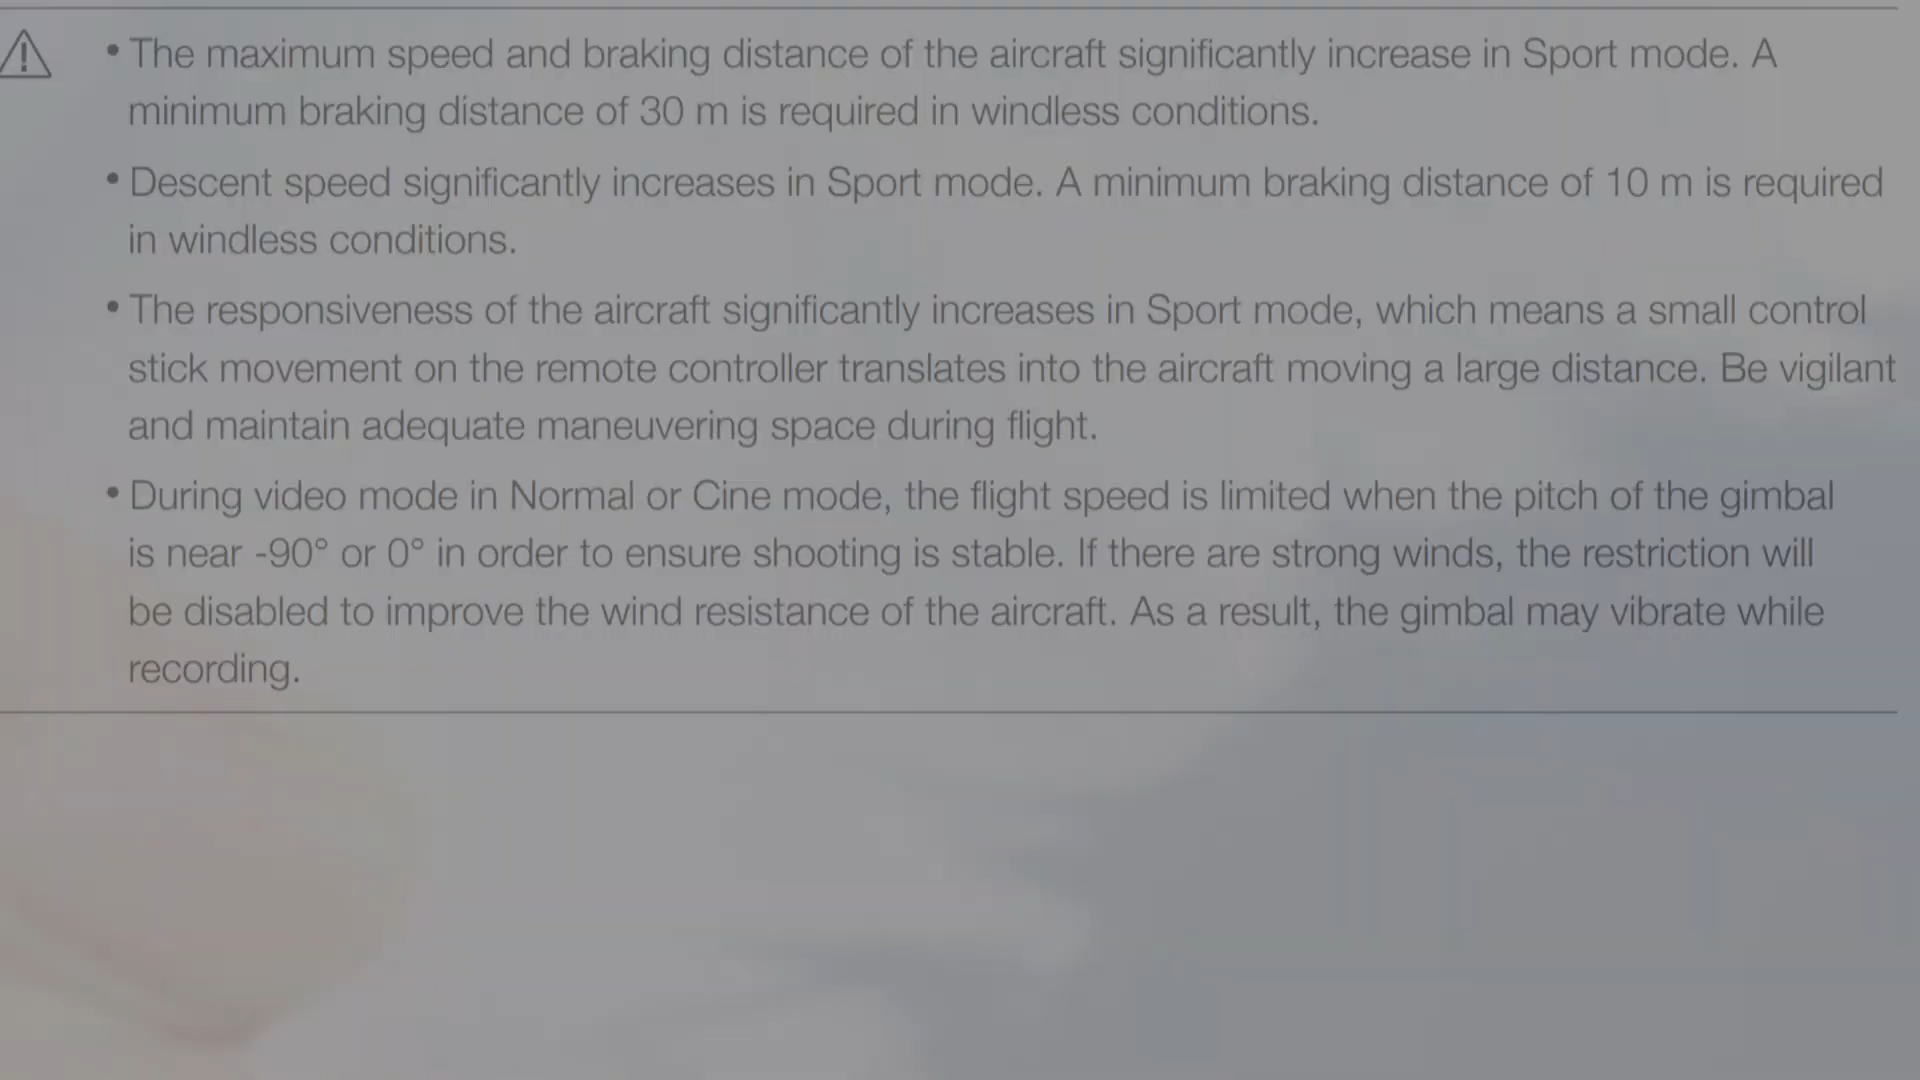 • The maximum speed and braking distance of the aircraft significantly increase in Sport mode. A
minimum braking distance of 30 m is required in windless conditions.
• Descent speed significantly increases in Sport mode. A minimum braking distance of 10 m is required
in windless conditions.
• The responsiveness of the aircraft significantly increases in Sport mode, which means a small control
stick movement on the remote controller translates into the aircraft moving a large distance. Be vigilant
and maintain adequate maneuvering space during flight.
• During video mode in Normal or Cine mode, the flight speed is limited when the pitch of the gimbal
is near -90° or 0° in order to ensure shooting is stable. If there are strong winds, the restriction will
be disabled to improve the wind resistance of the aircraft. As a result, the gimbal may vibrate while
recording.